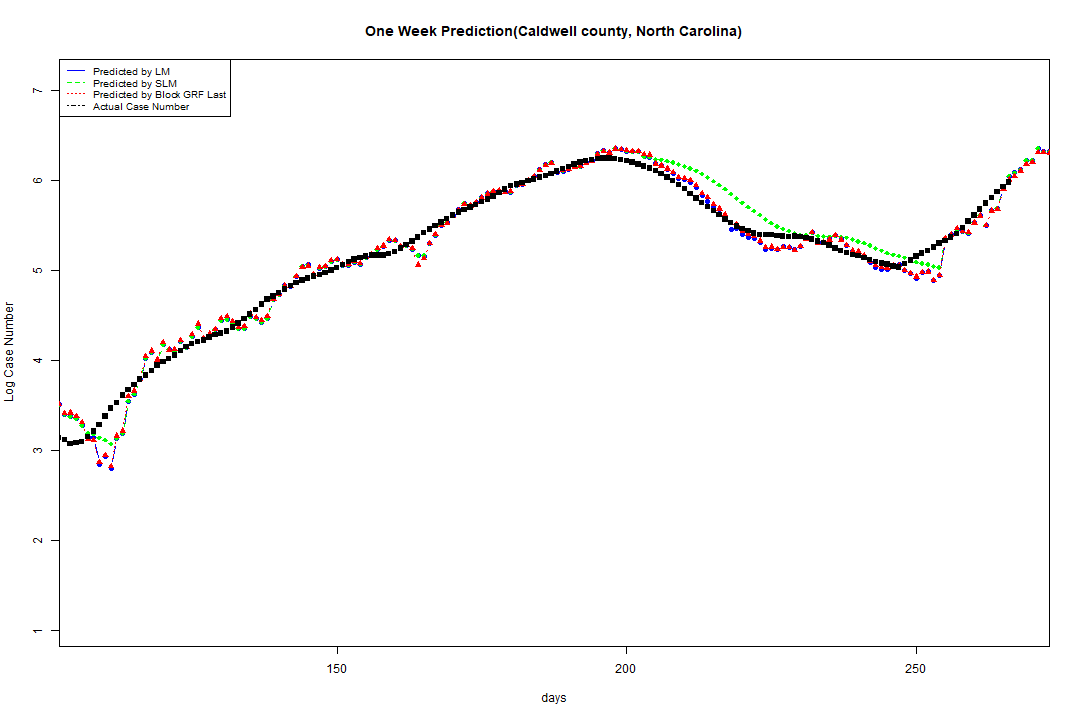 One Week Prediction(Caldwell county, North Carolina)
Predicted by LM
Predicted by SLM
Predicted by Block GRF Last
Actual Case Number
7
6
5
4
3
2
1
Log Case Number
150 200 250
days